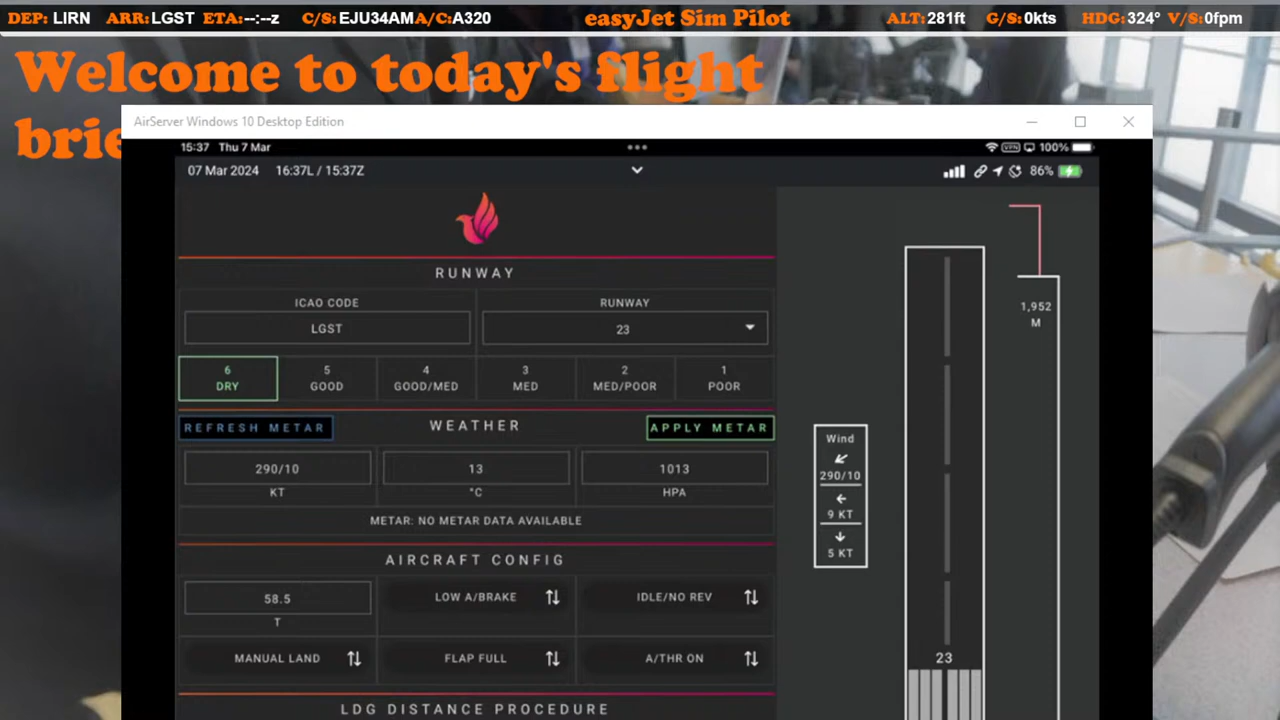 DEP: LIRN ARR: LGST ETA:--:--z C/S: EJU34AM A/C: A320 easyJet Sim Pilot ALT: 281ft G/S: 0kts HDG: 324° V/S: 0fpm
Welcome to today's flight
brie
AirServer Windows 10 Desktop Edition
15:37 Thu 7 Mar
VPN 100%
07 Mar 2024 16:37L / 15:37Z
86%
RUNWAY
ICAO CODE
RUNWAY
LGST
23
6
DRY
5
GOOD
4
GOOD/MED
3
MED
2
MED/POOR
1
POOR
REFRESH METAR
WEATHER
APPLY METAR
290/10
KT
13
°C
1013
HPA
METAR: NO METAR DATA AVAILABLE
AIRCRAFT CONFIG
58.5
T
LOW A/BRAKE
IDLE/NO REV
MANUAL LAND
FLAP FULL
A/THR ON
LDG DISTANCE PROCEDURE
1,952
M
Wind
290/10
9 KT
5 KT
23